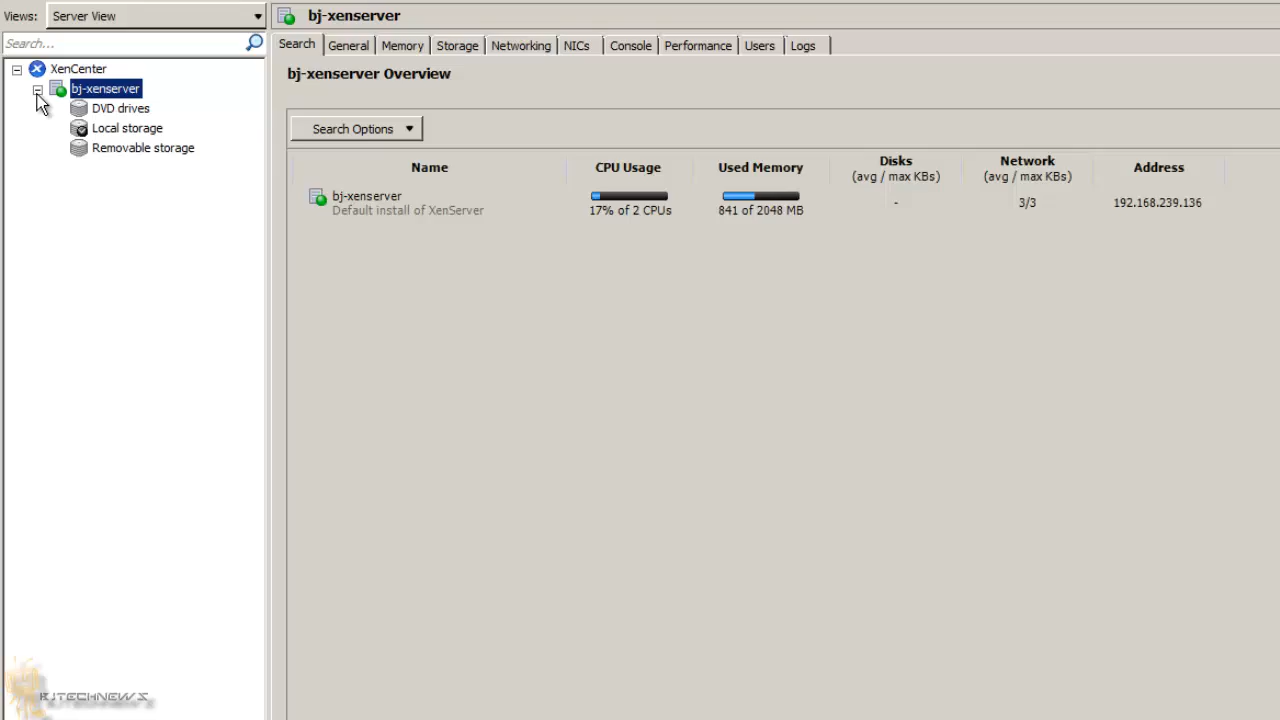 Views: Server View
bj-xenserver
Search...
Search General Memory Storage Networking NICs Console Performance Users Logs
XenCenter
bj-xenserver
DVD drives
Local storage
Removable storage
bj-xenserver Overview
Search Options
Name CPU Usage Used Memory Disks Network Address
(avg / max KBs) (avg / max KBs)
bj-xenserver
Default install of XenServer
17% of 2 CPUs 841 of 2048 MB - 3/3 192.168.239.136
BJTECHNEWS